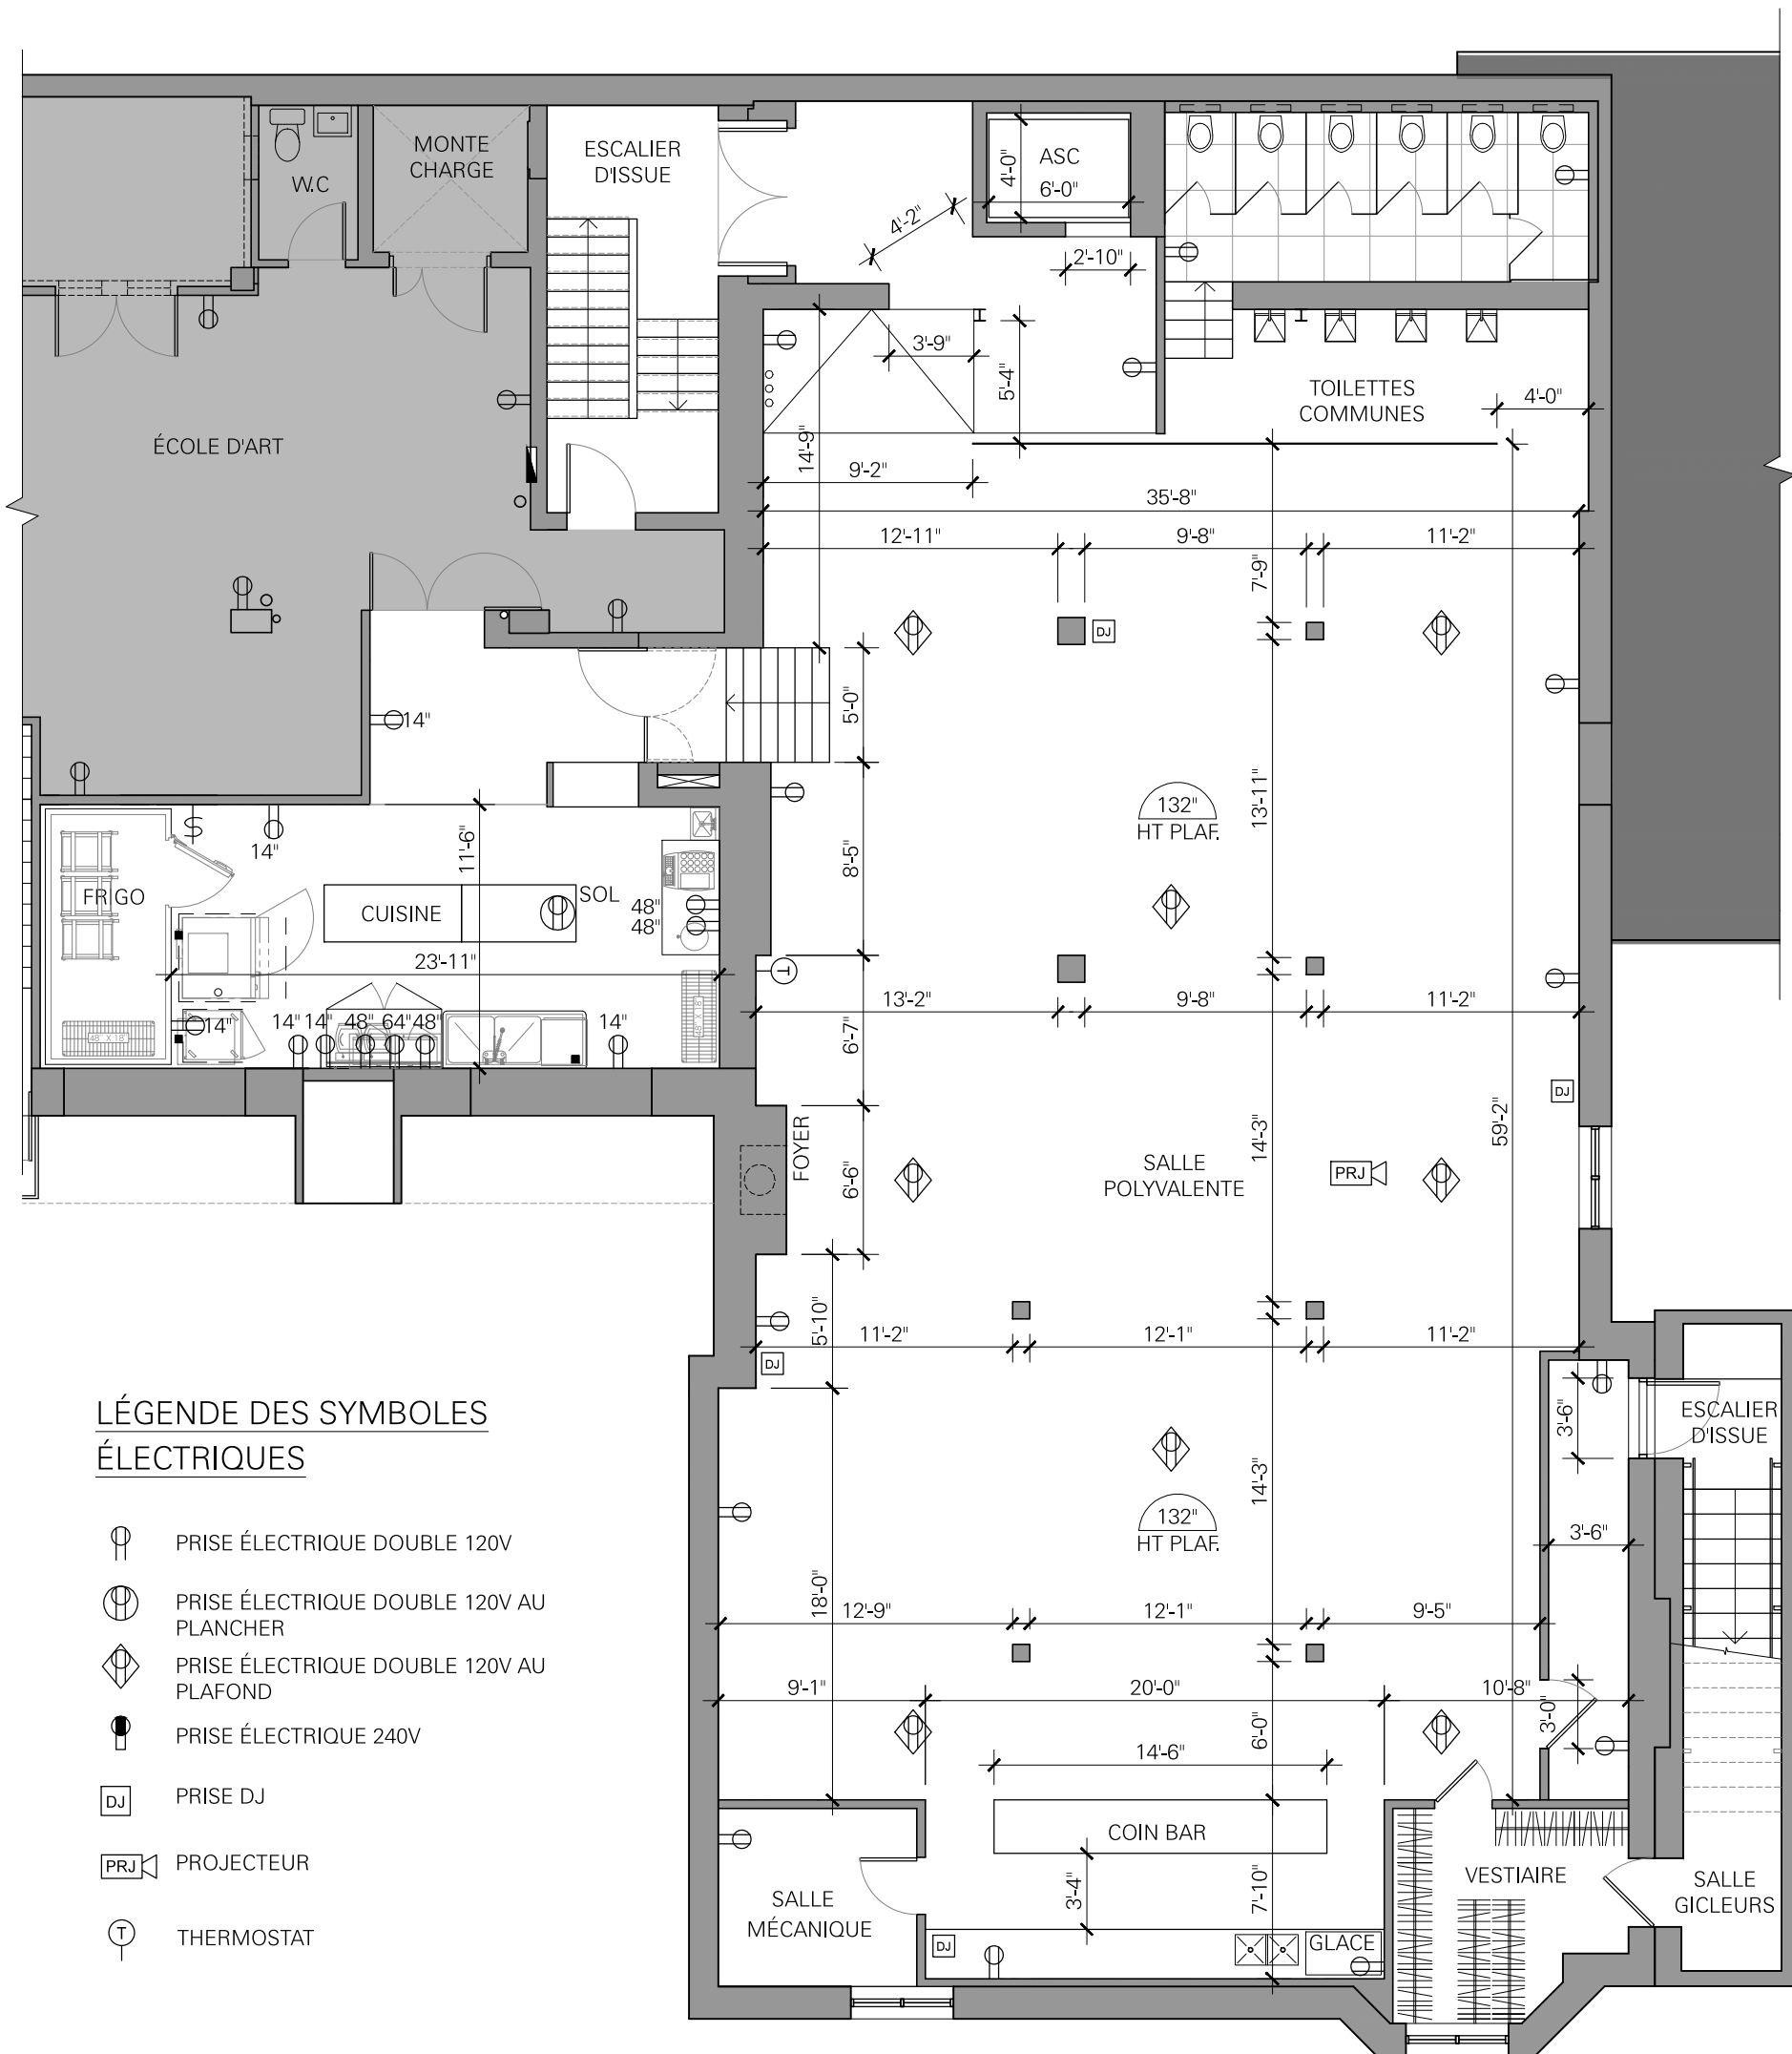 MONTE
CHARGE
W.C
ESCALIER
D'ISSUE
ASC
4'-0"
6'-0"
4'-2"
2'-10"
3'-9"
5'-4"
TOILETTES
COMMUNES
4'-0"
ÉCOLE D'ART
14'-9"
9'-2"
35'-8"
12'-11"
9'-8"
11'-2"
7'-9"
DJ
5'-0"
14"
13'-11"
132"
HT PLAF.
8'-5"
11'-6"
14"
FRIGO
CUISINE
SOL
48"
48"
23'-11"
13'-2"
9'-8"
11'-2"
48" X 18"
48" X 18"
14"
14"
14"
48"
64"
48"
14"
6'-7"
DJ
59'-2"
FOYER
6'-6"
14'-3"
SALLE
POLYVALENTE
PRJ
5'-10"
11'-2"
12'-1"
11'-2"
DJ
3'-6"
ESCALIER
D'ISSUE
14'-3"
132"
HT PLAF.
3'-6"
18'-0"
12'-9"
12'-1"
9'-5"
9'-1"
20'-0"
10'-8"
3'-0"
6'-0"
14'-6"
COIN BAR
3'-4"
7'-10"
VESTIAIRE
SALLE
GICLEURS
SALLE
MÉCANIQUE
DJ
GLACE
LÉGENDE DES SYMBOLES
ÉLECTRIQUES
PRISE ÉLECTRIQUE DOUBLE 120V
PRISE ÉLECTRIQUE DOUBLE 120V AU
PLANCHER
PRISE ÉLECTRIQUE DOUBLE 120V AU
PLAFOND
PRISE ÉLECTRIQUE 240V
DJ PRISE DJ
PRJ PROJECTEUR
T THERMOSTAT